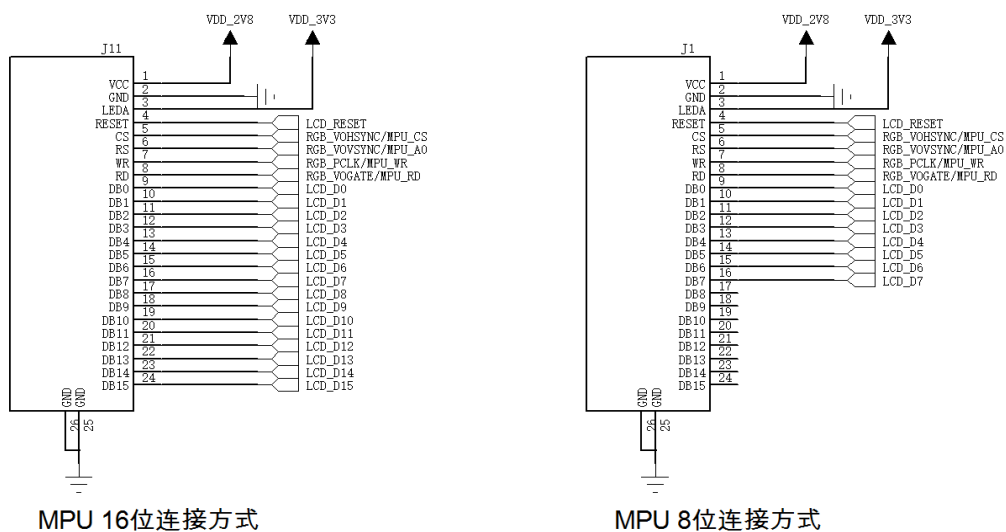 VDD_2V8 VDD_3V3
J11
VCC 1
GND 2
LEDA 3
RESET 4 LCD_RESET
CS 5 RGB_VOHSYNC/MPU_CS
RS 6 RGB_VOVSYNC/MPU_A0
WR 7 RGB_PCLK/MPU_WR
RD 8 RGB_VOGATE/MPU_RD
DB0 9 LCD_D0
DB1 10 LCD_D1
DB2 11 LCD_D2
DB3 12 LCD_D3
DB4 13 LCD_D4
DB5 14 LCD_D5
DB6 15 LCD_D6
DB7 16 LCD_D7
DB8 17 LCD_D8
DB9 18 LCD_D9
DB10 19 LCD_D10
DB11 20 LCD_D11
DB12 21 LCD_D12
DB13 22 LCD_D13
DB14 23 LCD_D14
DB15 24 LCD_D15
GND 26
GND 25
MPU 16位连接方式
VDD_2V8 VDD_3V3
J1
VCC 1
GND 2
LEDA 3
RESET 4 LCD_RESET
CS 5 RGB_VOHSYNC/MPU_CS
RS 6 RGB_VOVSYNC/MPU_A0
WR 7 RGB_PCLK/MPU_WR
RD 8 RGB_VOGATE/MPU_RD
DB0 9 LCD_D0
DB1 10 LCD_D1
DB2 11 LCD_D2
DB3 12 LCD_D3
DB4 13 LCD_D4
DB5 14 LCD_D5
DB6 15 LCD_D6
DB7 16 LCD_D7
DB8 17
DB9 18
DB10 19
DB11 20
DB12 21
DB13 22
DB14 23
DB15 24
GND 26
GND 25
MPU 8位连接方式